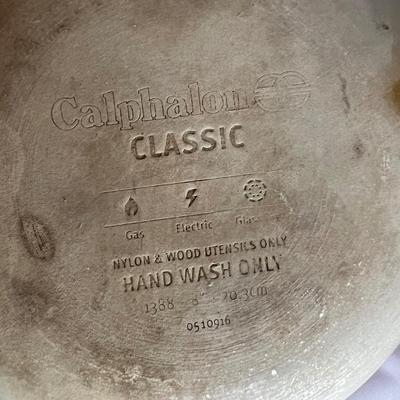 Calphalon
CLASSIC
Gas Electric Glass
NYLON & WOOD UTENSILS ONLY
HAND WASH ONLY
1388 - 8" - 20.3cm
0510916